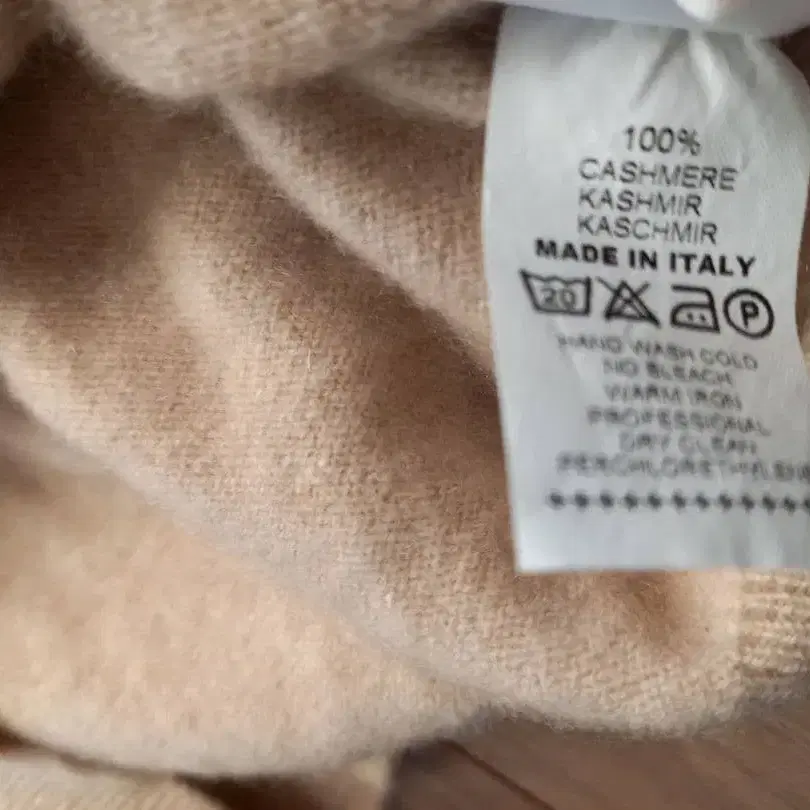 100%
CASHMERE
KASHMIR
KASCHMIR
MADE IN ITALY
20 P
HAND WASH COLD
NO BLEACH
WARM IRON
PROFESSIONAL
DRY CLEAN